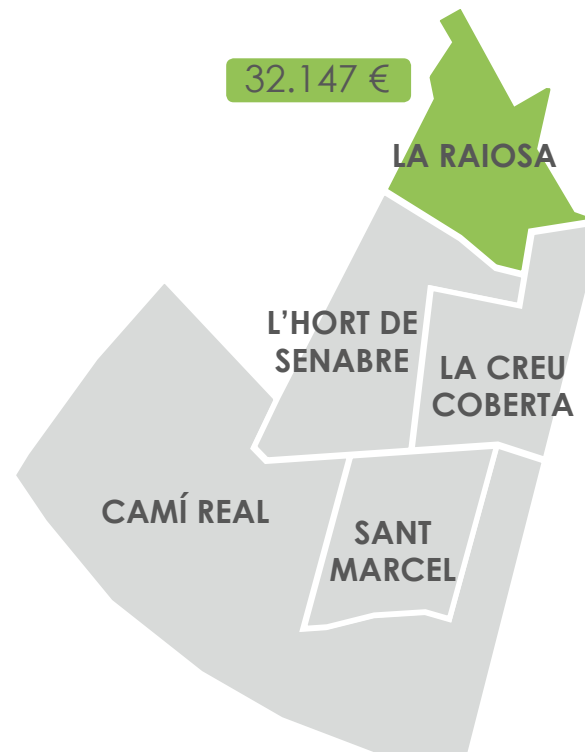 32.147 €
LA RAIOSA
L’HORT DE
SENABRE
LA CREU
COBERTA
CAMÍ REAL
SANT
MARCEL